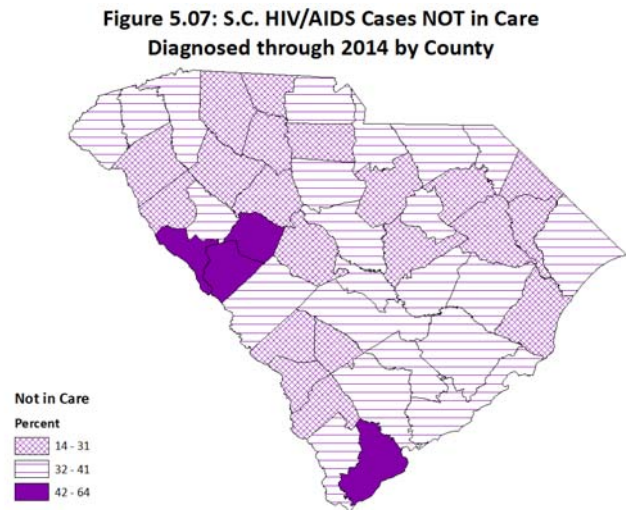 Figure 5.07: S.C. HIV/AIDS Cases NOT in Care
Diagnosed through 2014 by County
Not in Care
Percent
14 - 31
32 - 41
42 - 64